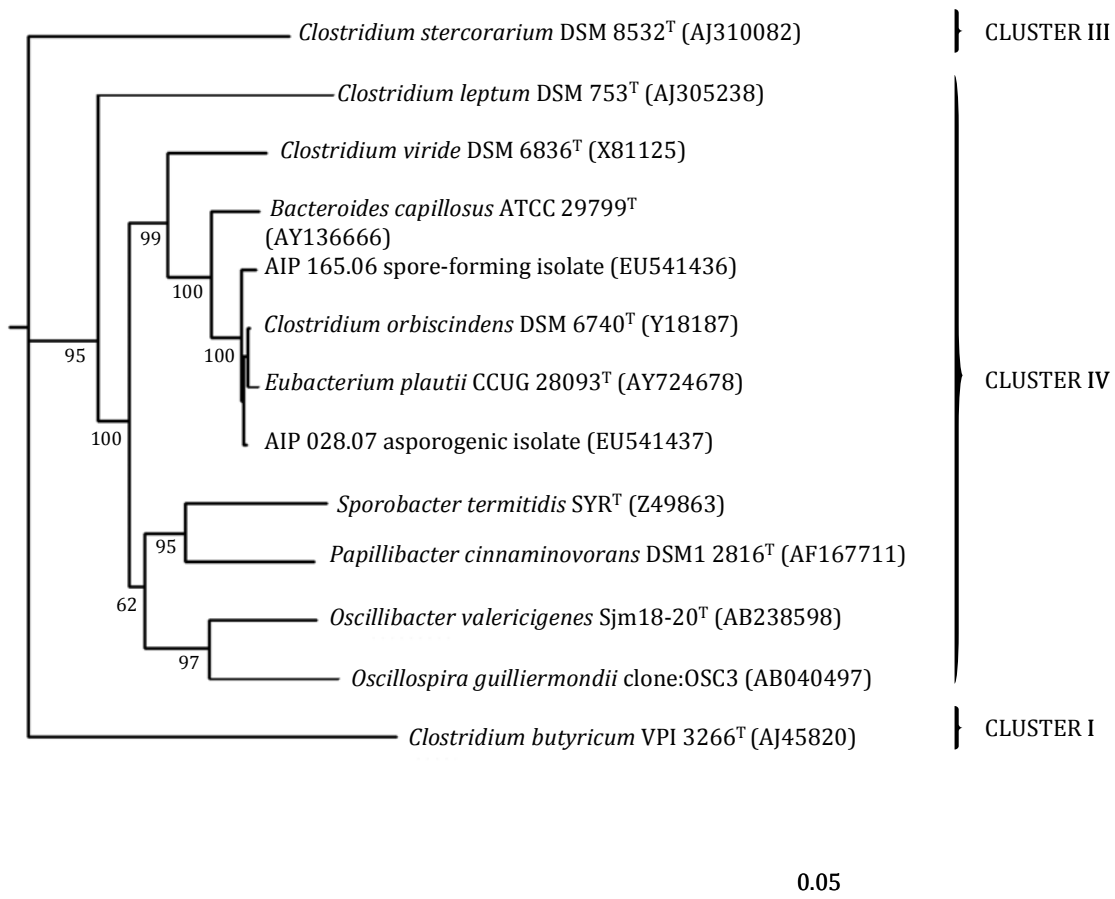 Clostridium stercorarium DSM 8532ᵀ (AJ310082)
CLUSTER III
Clostridium leptum DSM 753ᵀ (AJ305238)
Clostridium viride DSM 6836ᵀ (X81125)
Bacteroides capillosus ATCC 29799ᵀ
(AY136666)
99
AIP 165.06 spore-forming isolate (EU541436)
100
Clostridium orbiscindens DSM 6740ᵀ (Y18187)
95
100
Eubacterium plautii CCUG 28093ᵀ (AY724678)
CLUSTER IV
100
AIP 028.07 asporogenic isolate (EU541437)
Sporobacter termitidis SYRᵀ (Z49863)
95
Papillibacter cinnaminovorans DSM1 2816ᵀ (AF167711)
62
Oscillibacter valericigenes Sjm18-20ᵀ (AB238598)
97
Oscillospira guilliermondii clone:OSC3 (AB040497)
Clostridium butyricum VPI 3266ᵀ (AJ45820)
CLUSTER I
0.05